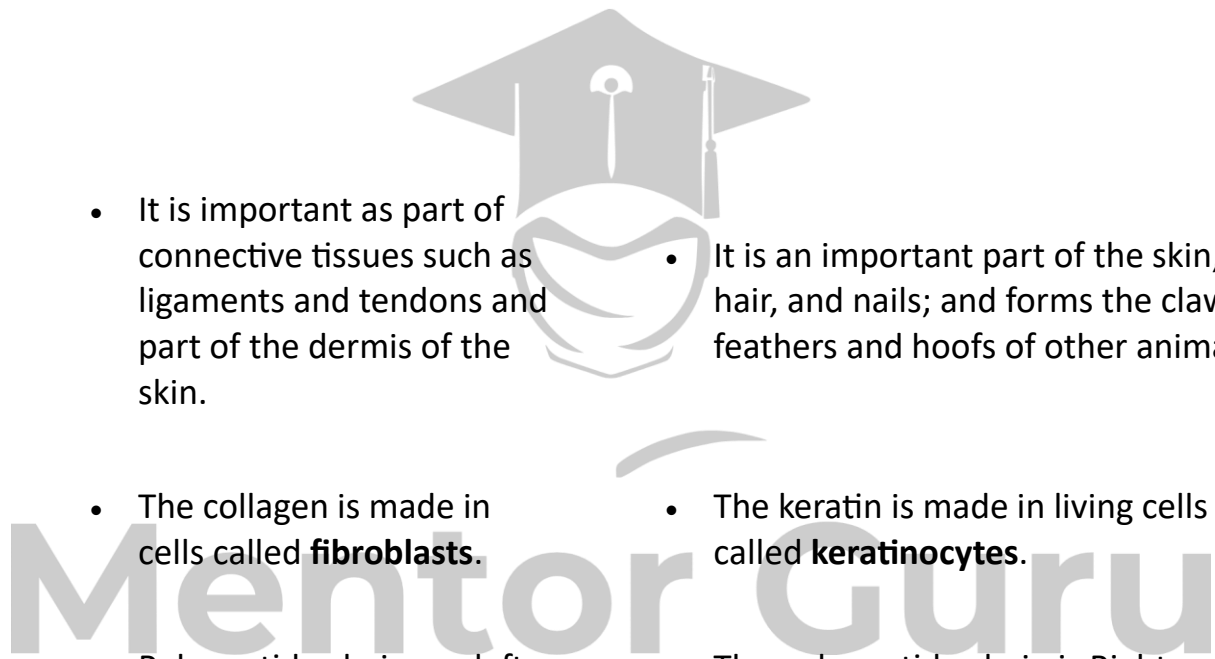 It is important as part of
connective tissues such as
ligaments and tendons and
part of the dermis of the
skin.
It is an important part of the skin,
hair, and nails; and forms the
feathers and hoofs of other
The collagen is made in
cells called fibroblasts.
The keratin is made in living cells
called keratinocytes.
Mentor Guru